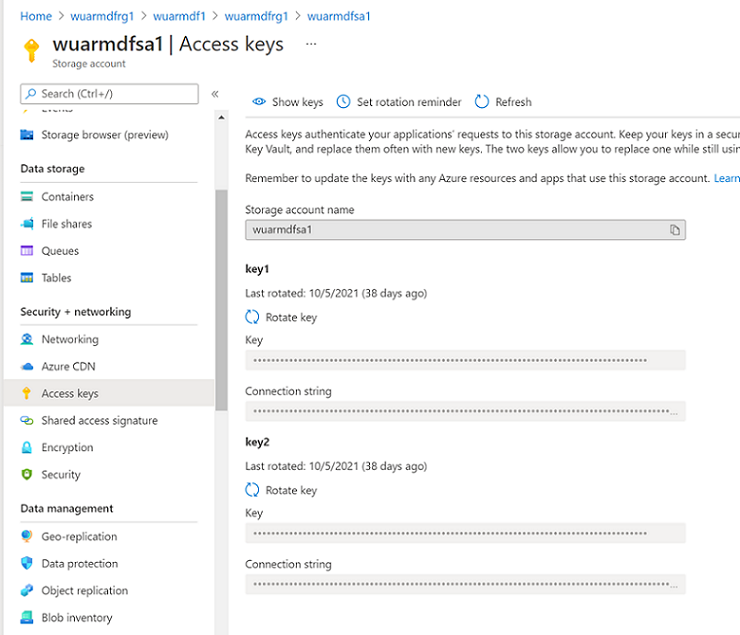 Home > wuarmdfrg1 > wuarmdf1 > wuarmdfrg1 > wuarmdfsa1
wuarmdfsa1 | Access keys ...
Storage account
Search (Ctrl+/)
«
Events
Storage browser (preview)
Data storage
Containers
File shares
Queues
Tables
Security + networking
Networking
Azure CDN
Access keys
Shared access signature
Encryption
Security
Data management
Geo-replication
Data protection
Object replication
Blob inventory
Show keys
Set rotation reminder
Refresh
Access keys authenticate your applications' requests to this storage account. Keep your keys in a secur
Key Vault, and replace them often with new keys. The two keys allow you to replace one while still usin
Remember to update the keys with any Azure resources and apps that use this storage account. Learn
Storage account name
wuarmdfsa1
key1
Last rotated: 10/5/2021 (38 days ago)
Rotate key
Key
Connection string
...
key2
Last rotated: 10/5/2021 (38 days ago)
Rotate key
Key
Connection string
...